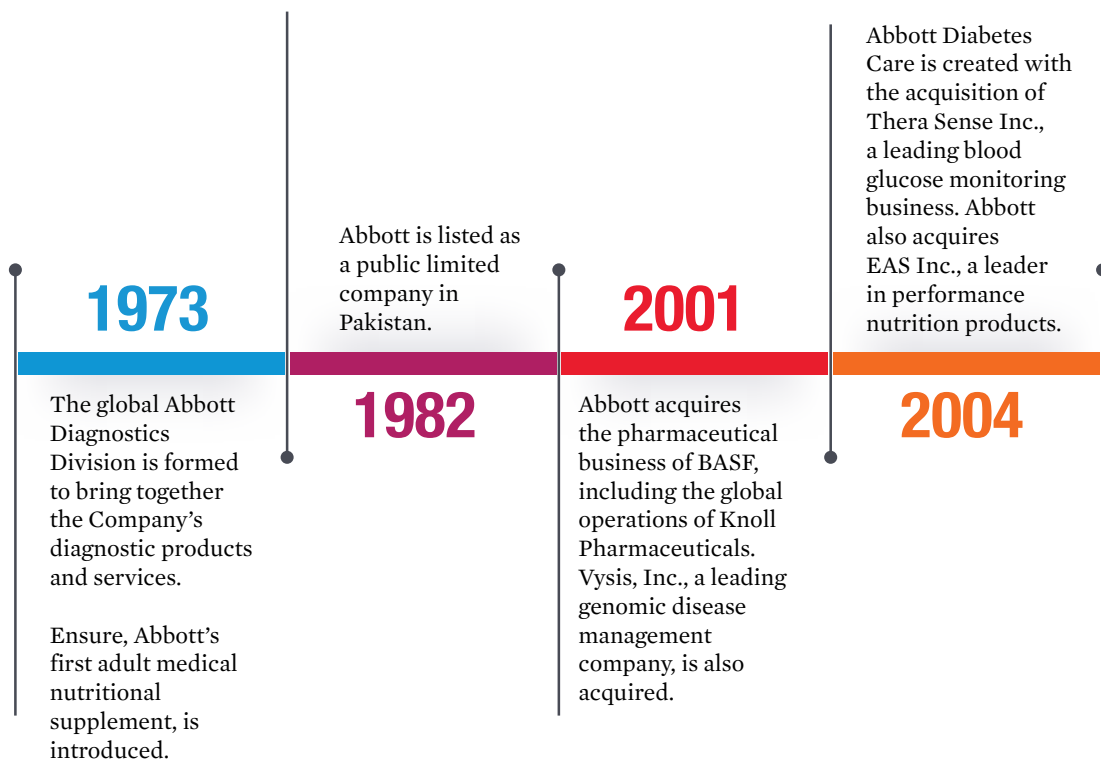 1973
The global Abbott
Diagnostics
Division is formed
to bring together
the Company’s
diagnostic products
and services.
Ensure, Abbott’s
first adult medical
nutritional
supplement, is
introduced.
Abbott is listed as
a public limited
company in
Pakistan.
1982
2001
Abbott acquires
the pharmaceutical
business of BASF,
including the global
operations of Knoll
Pharmaceuticals.
Vysis, Inc., a leading
genomic disease
management
company, is also
acquired.
Abbott Diabetes
Care is created with
the acquisition of
Thera Sense Inc.,
a leading blood
glucose monitoring
business. Abbott
also acquires
EAS Inc., a leader
in performance
nutrition products.
2004